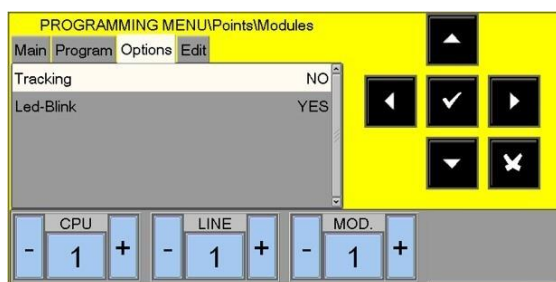 PROGRAMMING MENU\Points\Modules
Main Program Options Edit
Tracking NO
Led-Blink YES
CPU LINE MOD.
- 1 + - 1 + - 1 +